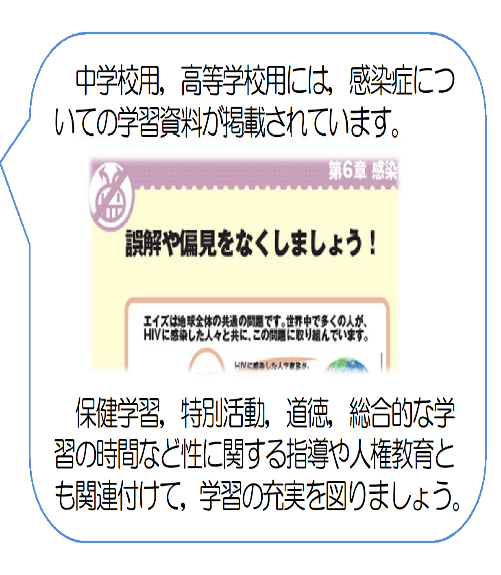 中学校用，高等学校用には，感染症につ
いての学習資料が掲載されています。
第6章 感染
誤解や偏見をなくしましょう！
エイズは地球全体の共通の問題です。世界中で多くの人が、
HIVに感染した人々と共に、この問題に取り組んでいます。
HIVに感染した人や家族が、
保健学習，特別活動，道徳，総合的な学
習の時間など性に関する指導や人権教育と
も関連付けて，学習の充実を図りましょう。